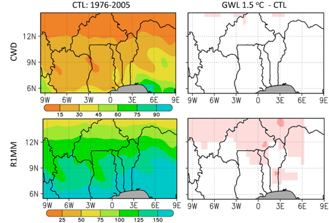 CTL: 1976-2005
GWL 1.5 °C - CTL
CWD
12N
9N
6N
9W 6W 3W 0 3E 6E 9E
9W 6W 3W 0 3E 6E 9E
15 30 45 60 75 90
R1MM
12N
9N
6N
9W 6W 3W 0 3E 6E 9E
9W 6W 3W 0 3E 6E 9E
25 50 75 100 125 150